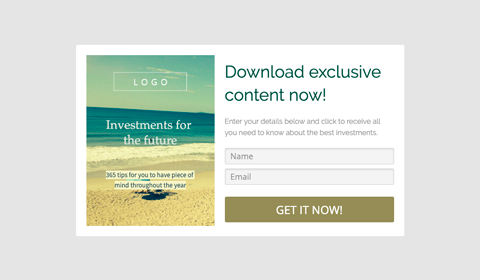 LOGO
Investments for
the future
365 tips for you to have piece of
mind throughout the year
Download exclusive
content now!
Enter your details below and click to receive all
you need to know about the best investments.
Name
Email
GET IT NOW!